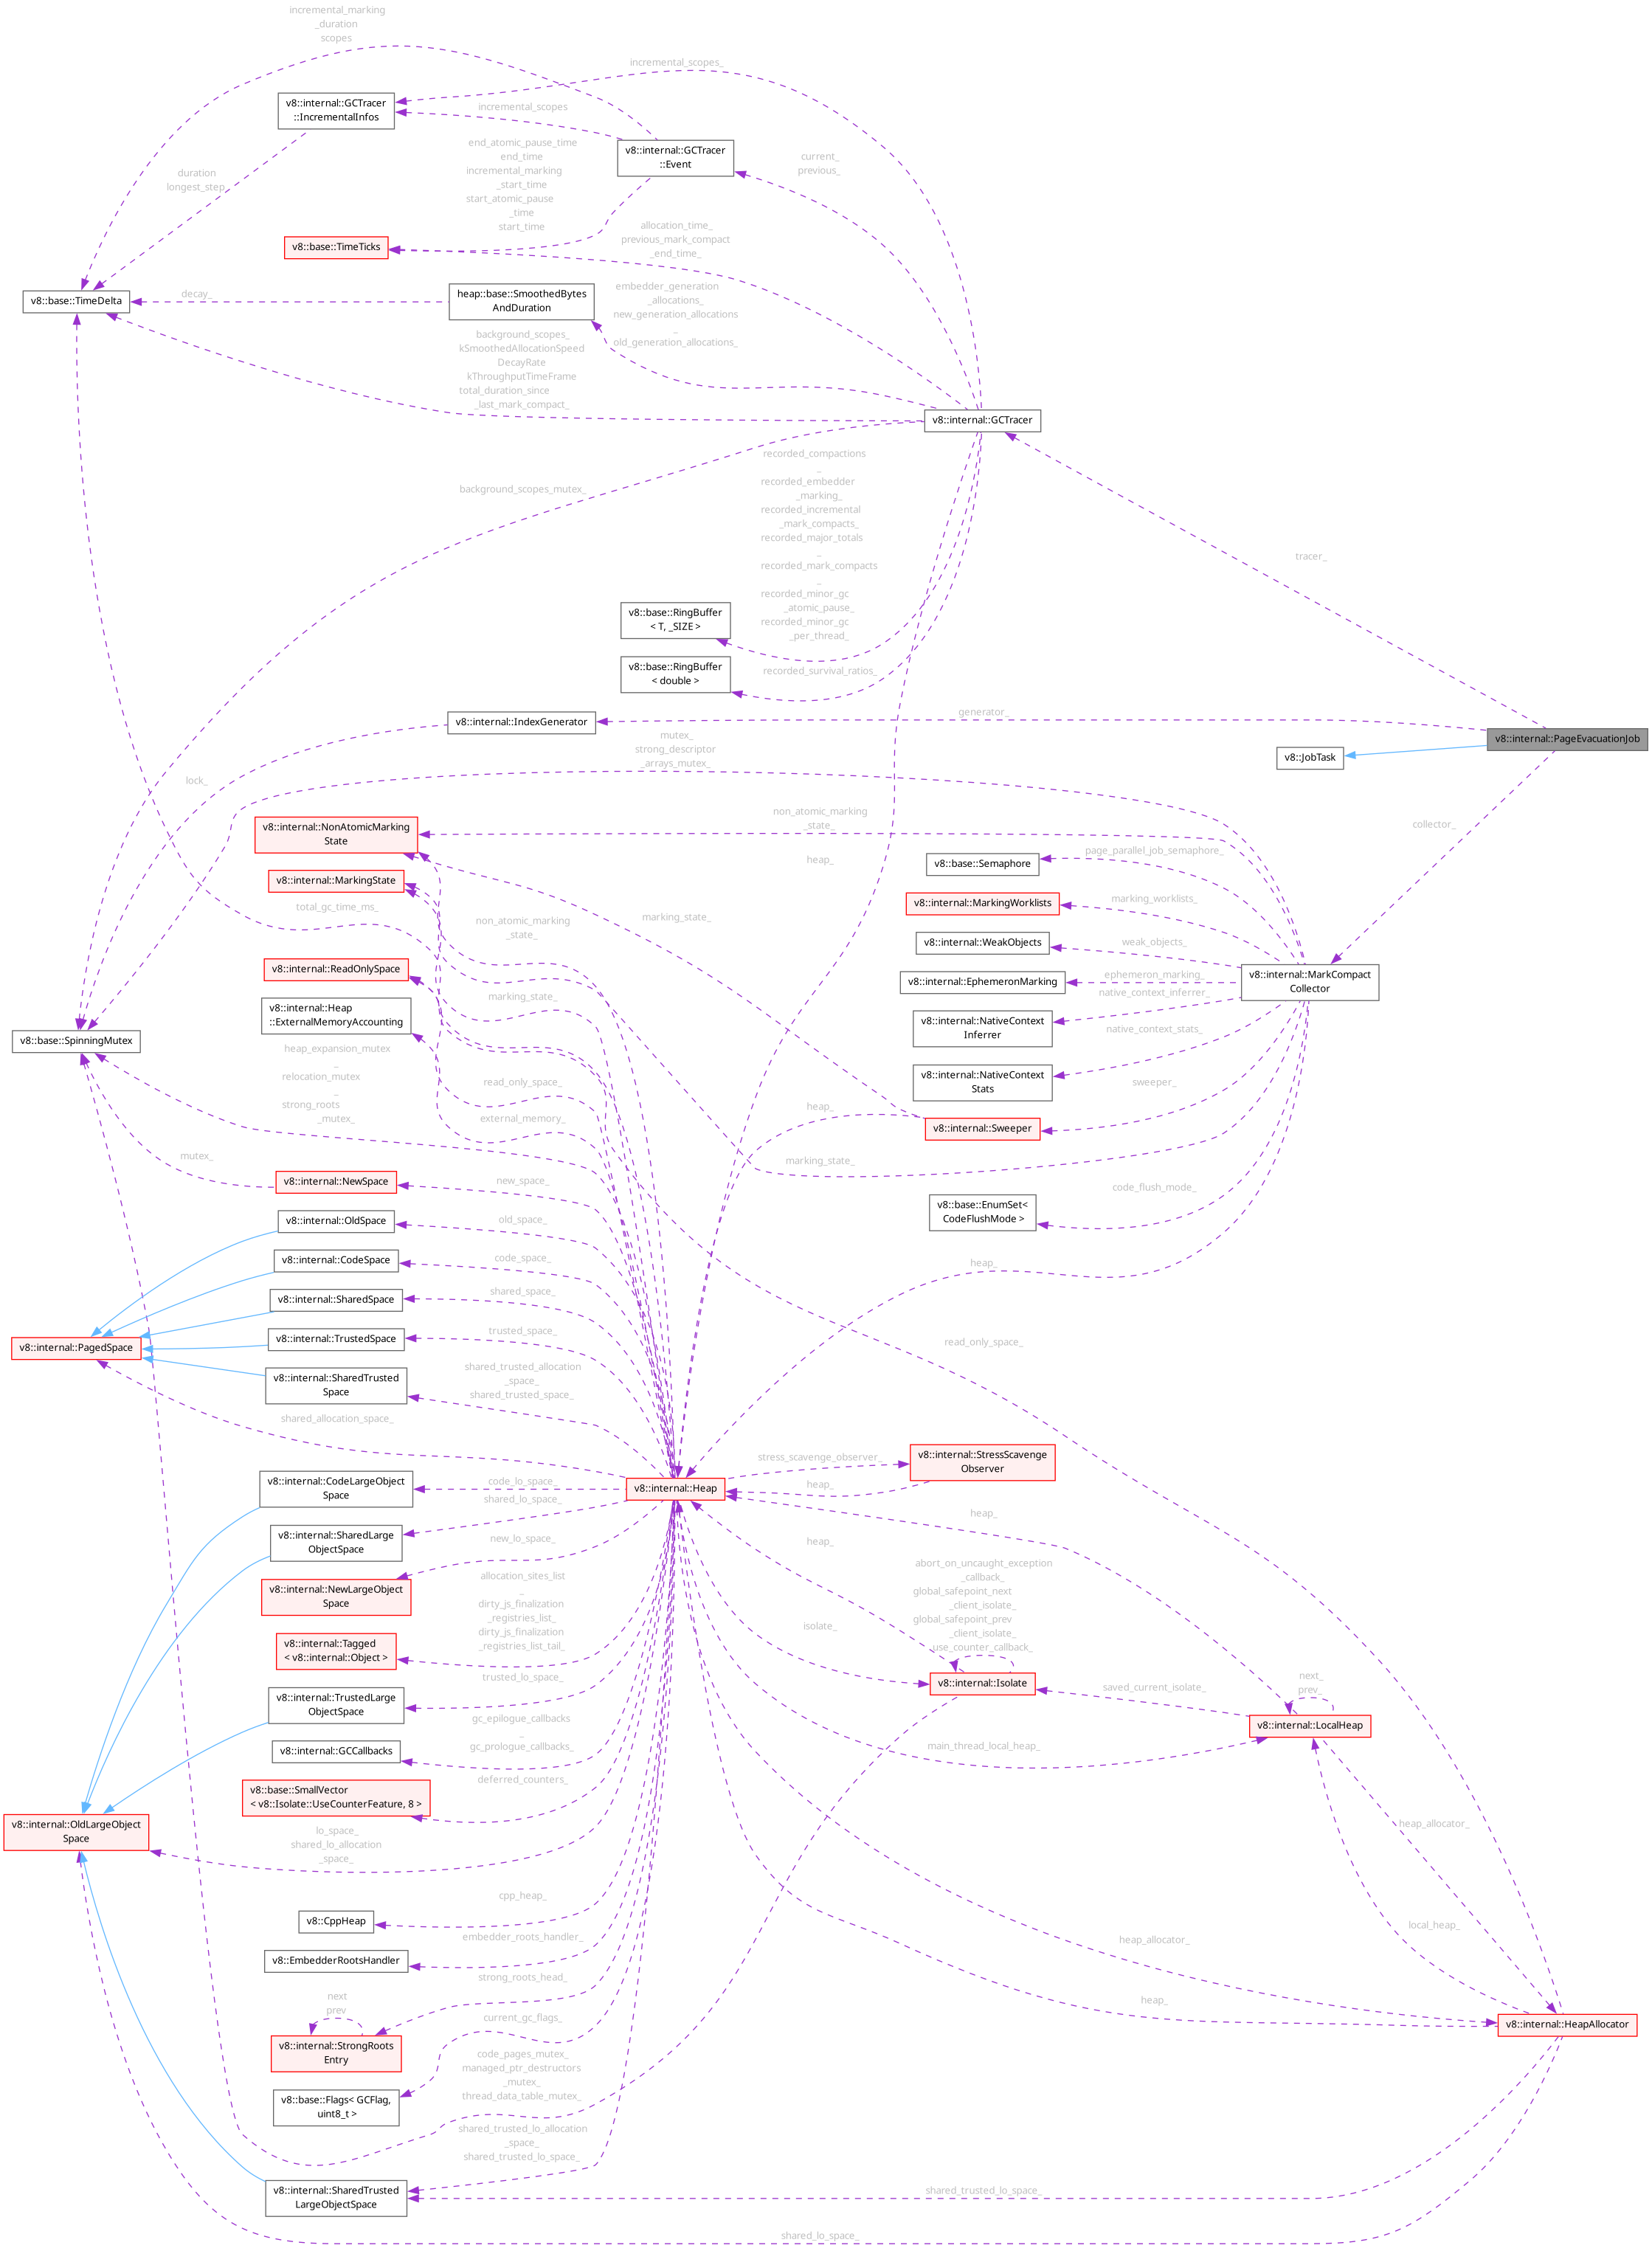 incremental_marking
_duration
scopes
incremental_scopes_
v8::internal::GCTracer
::IncrementalInfos
incremental_scopes
v8::internal::GCTracer
::Event
end_atomic_pause_time
end_time
incremental_marking
_start_time
start_atomic_pause
_time
start_time
current_
previous_
duration
longest_step
v8::base::TimeTicks
allocation_time_
previous_mark_compact
_end_time_
v8::base::TimeDelta
decay_
heap::base::SmoothedBytes
AndDuration
embedder_generation
_allocations_
new_generation_allocations
_
old_generation_allocations_
background_scopes_
kSmoothedAllocationSpeed
DecayRate
kThroughputTimeFrame
total_duration_since
_last_mark_compact_
v8::internal::GCTracer
background_scopes_mutex_
recorded_compactions
_
recorded_embedder
_marking_
recorded_incremental
_mark_compacts_
recorded_major_totals
_
recorded_mark_compacts
_
recorded_minor_gc
_atomic_pause_
recorded_minor_gc
_per_thread_
tracer_
v8::base::RingBuffer
< T, _SIZE >
v8::base::RingBuffer
< double >
recorded_survival_ratios_
v8::internal::IndexGenerator
generator_
v8::internal::PageEvacuationJob
v8::JobTask
mutex_
strong_descriptor
_arrays_mutex_
lock_
v8::internal::NonAtomicMarking
State
non_atomic_marking
_state_
collector_
page_parallel_job_semaphore_
v8::base::Semaphore
heap_
v8::internal::MarkingState
marking_worklists_
v8::internal::MarkingWorklists
total_gc_time_ms_
non_atomic_marking
_state_
marking_state_
weak_objects_
v8::internal::WeakObjects
v8::internal::ReadOnlySpace
ephemeron_marking_
v8::internal::EphemeronMarking
v8::internal::MarkCompact
Collector
marking_state_
native_context_inferrer_
v8::internal::Heap
::ExternalMemoryAccounting
v8::internal::NativeContext
Inferrer
native_context_stats_
v8::base::SpinningMutex
heap_expansion_mutex
_
relocation_mutex
_
strong_roots
_mutex_
read_only_space_
external_memory_
v8::internal::NativeContext
Stats
sweeper_
heap_
v8::internal::Sweeper
mutex_
v8::internal::NewSpace
new_space_
marking_state_
code_flush_mode_
v8::base::EnumSet<
CodeFlushMode >
v8::internal::OldSpace
old_space_
v8::internal::CodeSpace
code_space_
heap_
v8::internal::SharedSpace
shared_space_
v8::internal::PagedSpace
v8::internal::TrustedSpace
trusted_space_
read_only_space_
v8::internal::SharedTrusted
Space
shared_trusted_allocation
_space_
shared_trusted_space_
shared_allocation_space_
stress_scavenge_observer_
v8::internal::StressScavenge
Observer
v8::internal::CodeLargeObject
Space
code_lo_space_
v8::internal::Heap
heap_
shared_lo_space_
v8::internal::SharedLarge
ObjectSpace
new_lo_space_
heap_
heap_
v8::internal::NewLargeObject
Space
allocation_sites_list
_
dirty_js_finalization
_registries_list_
dirty_js_finalization
_registries_list_tail_
abort_on_uncaught_exception
_callback_
global_safepoint_next
_client_isolate_
global_safepoint_prev
_client_isolate_
use_counter_callback_
isolate_
v8::internal::Tagged
< v8::internal::Object >
trusted_lo_space_
v8::internal::Isolate
saved_current_isolate_
next_
prev_
v8::internal::TrustedLarge
ObjectSpace
v8::internal::LocalHeap
gc_epilogue_callbacks
_
gc_prologue_callbacks_
main_thread_local_heap_
v8::internal::GCCallbacks
deferred_counters_
v8::base::SmallVector
< v8::Isolate::UseCounterFeature, 8 >
v8::internal::OldLargeObject
Space
lo_space_
shared_lo_allocation
_space_
heap_allocator_
cpp_heap_
v8::CppHeap
local_heap_
embedder_roots_handler_
heap_allocator_
v8::EmbedderRootsHandler
strong_roots_head_
next
prev
heap_
v8::internal::StrongRoots
Entry
current_gc_flags_
v8::internal::HeapAllocator
code_pages_mutex_
managed_ptr_destructors
_mutex_
thread_data_table_mutex_
v8::base::Flags< GCFlag,
uint8_t >
shared_trusted_lo_allocation
_space_
shared_trusted_lo_space_
v8::internal::SharedTrusted
LargeObjectSpace
shared_trusted_lo_space_
shared_lo_space_